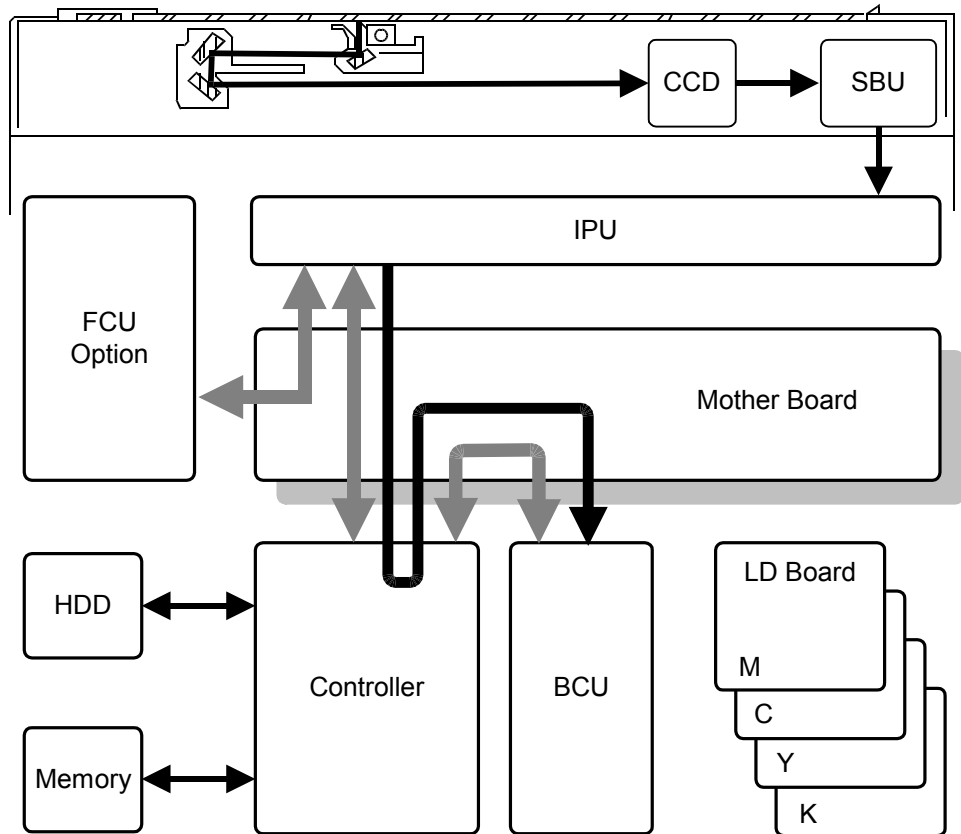 CCD
SBU
IPU
FCU
Option
Mother Board
HDD
Controller
BCU
LD Board
M
C
Memory
Y
K